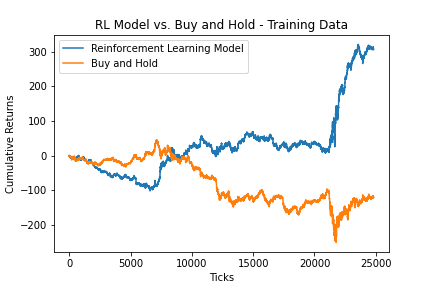 RL Model vs. Buy and Hold - Training Data
Reinforcement Learning Model
Buy and Hold
Cumulative Returns
300
200
100
0
−100
−200
0
5000
10000
15000
20000
25000
Ticks